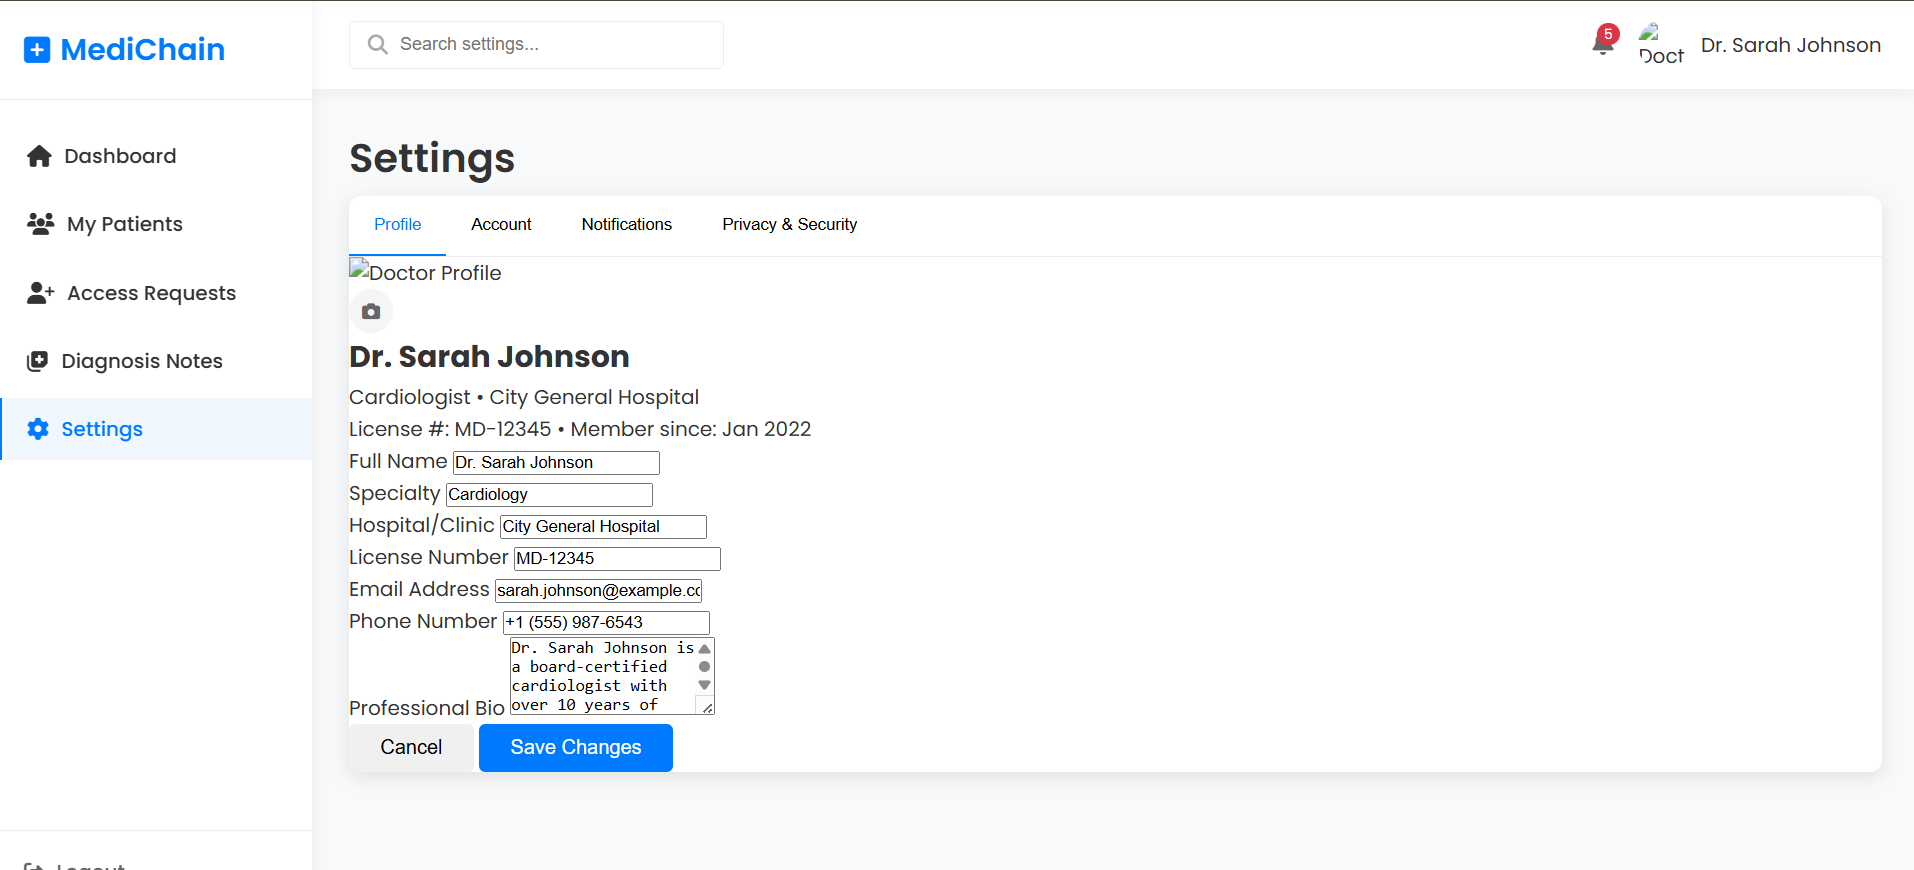 MediChain
Search settings...
5
Doct
Dr. Sarah Johnson
Dashboard
My Patients
Access Requests
Diagnosis Notes
Settings
Logout
Settings
Profile
Account
Notifications
Privacy & Security
Doctor Profile
Dr. Sarah Johnson
Cardiologist • City General Hospital
License #: MD-12345 • Member since: Jan 2022
Full Name Dr. Sarah Johnson
Specialty Cardiology
Hospital/Clinic City General Hospital
License Number MD-12345
Email Address sarah.johnson@example.co
Phone Number +1 (555) 987-6543
Professional Bio
Dr. Sarah Johnson is
a board-certified
cardiologist with
over 10 years of
Cancel
Save Changes